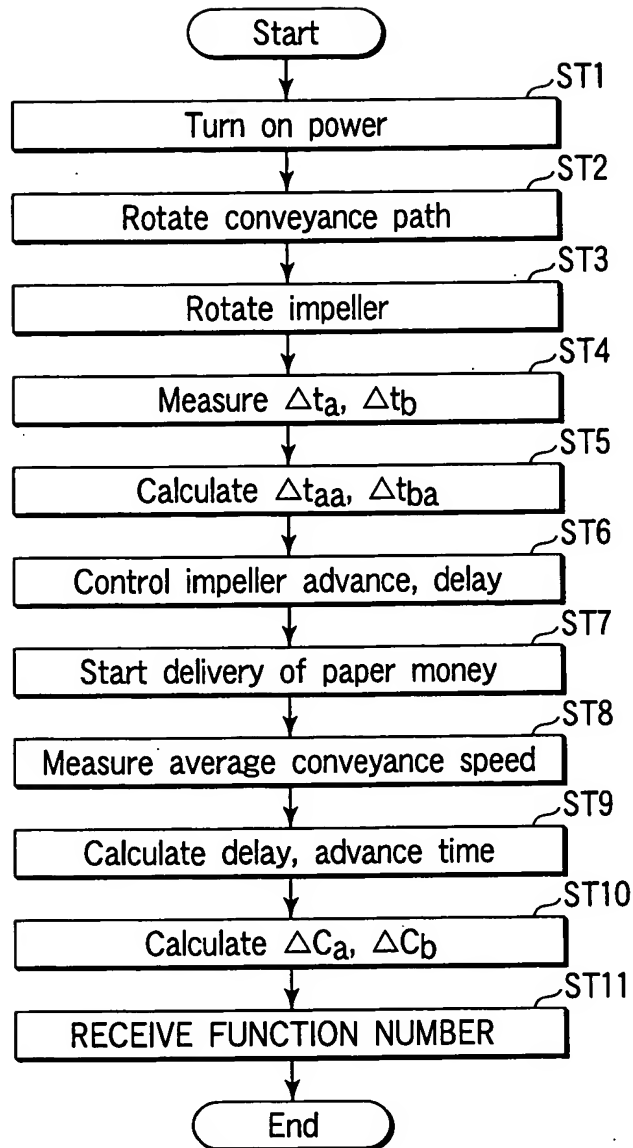 Start
ST1
Turn on power
ST2
Rotate conveyance path
ST3
Rotate impeller
ST4
Measure △ta, △tb
ST5
Calculate △taa, △tba
ST6
Control impeller advance, delay
ST7
Start delivery of paper money
ST8
Measure average conveyance speed
ST9
Calculate delay, advance time
ST10
Calculate △Ca, △Cb
ST11
RECEIVE FUNCTION NUMBER
End